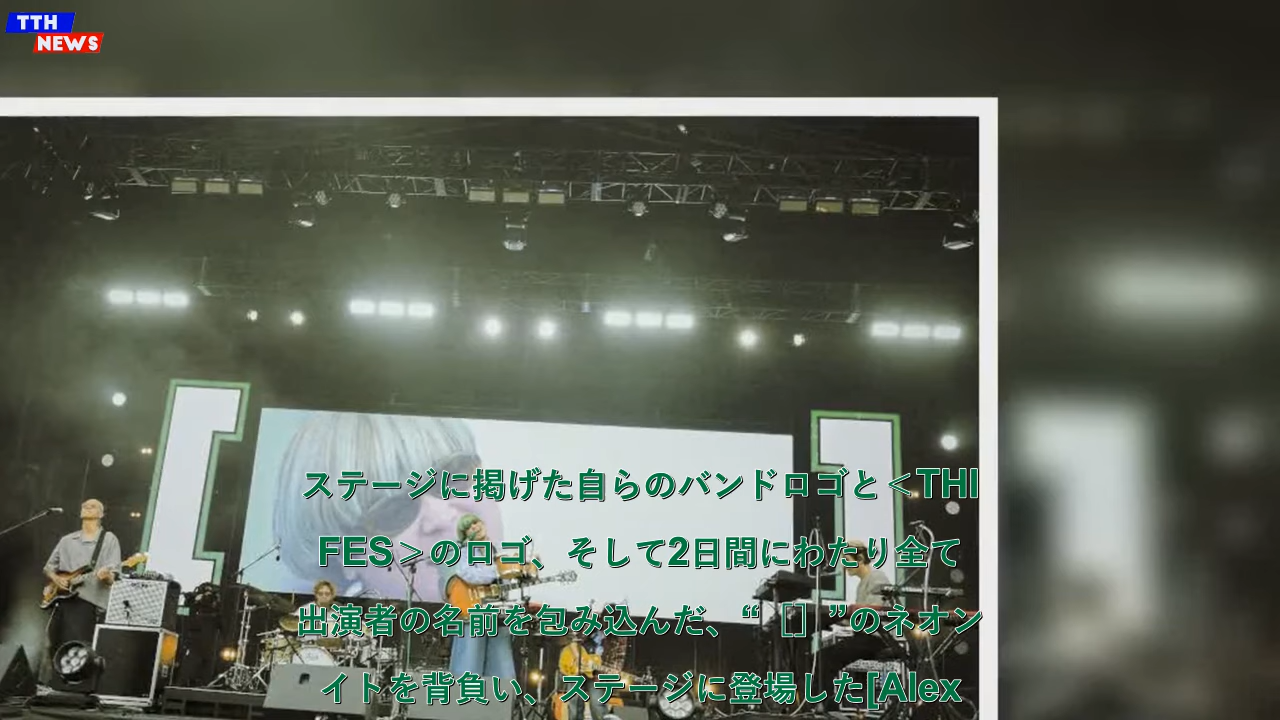 TTH
NEWS
ステージに掲げた自らのバンドロゴと＜THI
FES＞のロゴ、そして2日間にわたり全て
出演者の名前を包み込んだ、“［］”のネオン
イトを背負い、ステージに登場した[Alex